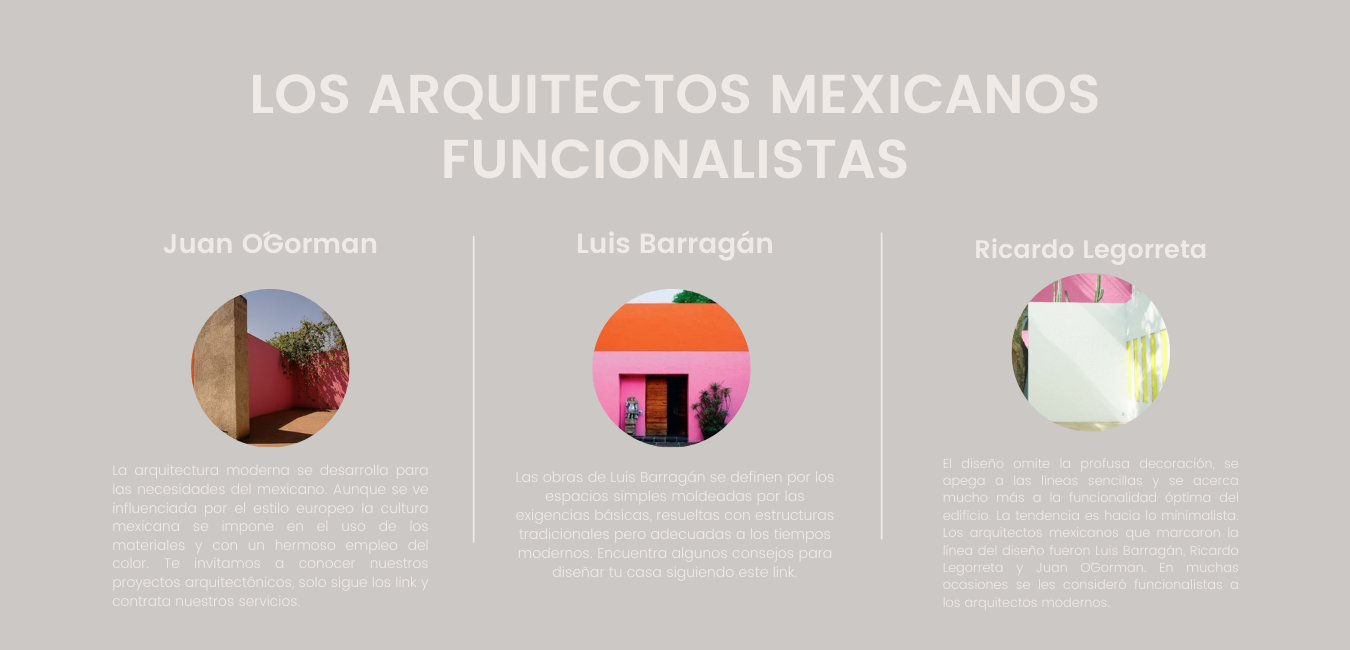 LOS ARQUITECTOS MEXICANOS
FUNCIONALISTAS
Juan O´Gorman
La arquitectura moderna se desarrolla para
las necesidades del mexicano. Aunque se ve
influenciada por el estilo europeo la cultura
mexicana se impone en el uso de los
materiales y con un hermoso empleo del
color. Te invitamos a conocer nuestros
proyectos arquitectónicos, solo sigue los link y
contrata nuestros servicios.
Luis Barragán
Las obras de Luis Barragán se definen por los
espacios simples moldeadas por las
exigencias básicas, resueltas con estructuras
tradicionales pero adecuadas a los tiempos
modernos. Encuentra algunos consejos para
diseñar tu casa siguiendo este link.
Ricardo Legorreta
El diseño omite la profusa decoración, se
apega a las líneas sencillas y se acerca
mucho más a la funcionalidad óptima del
edificio. La tendencia es hacia lo minimalista.
Los arquitectos mexicanos que marcaron la
línea del diseño fueron Luis Barragán, Ricardo
Legorreta y Juan O´Gorman. En muchas
ocasiones se les consideró funcionalistas a
los arquitectos modernos.